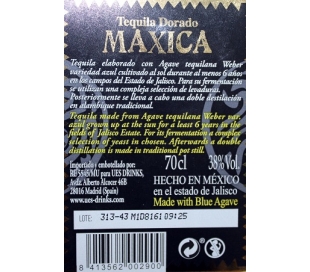 Tequila Dorado
MAXICA
Tequila elaborado con Agave tequilana Weber
variedad azul cultivado al sol durante al menos 6 años
en los campos del Estado de Jalisco. Para su fermentación
se utilizan una compleja selección de levaduras.
Posteriormente se lleva a cabo una doble destilación
en alambique tradicional.
Tequila made from Agave tequilana Weber var.
azul grown up at the sun for a least 6 years in the
fields of Jalisco Estate. For its fermentation a complex
selection of yeast in chosen. Afterwards a double
distillation is made in traditional pot still.
Importado y embotellado por:
RE/5545/MU para UES DRINKS,
Avda. Alberto Alcocer 46B
28016 Madrid (Spain)
www.ues-drinks.com
70 cl 38% Vol.
HECHO EN MÉXICO
en el estado de Jalisco
Made with Blue Agave
LOTE: 313-43 M1D816109:25
8 413562 002900